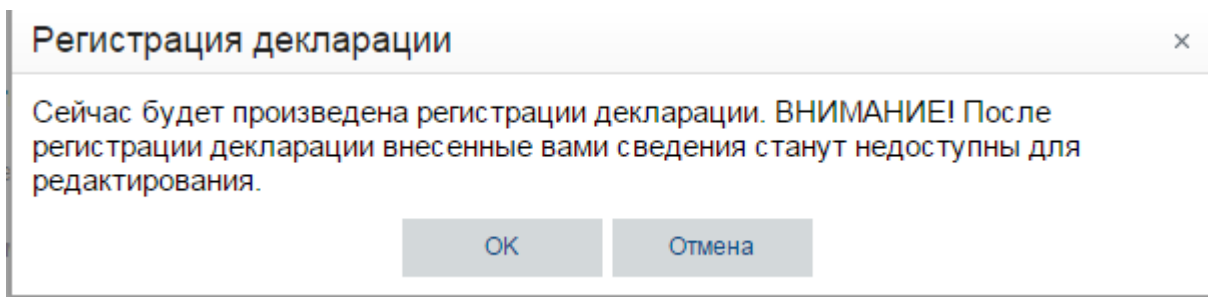 Регистрация декларации
Сейчас будет произведена регистрации декларации. ВНИМАНИЕ! После
регистрации декларации внесенные вами сведения станут недоступны для
редактирования.
OK Отмена